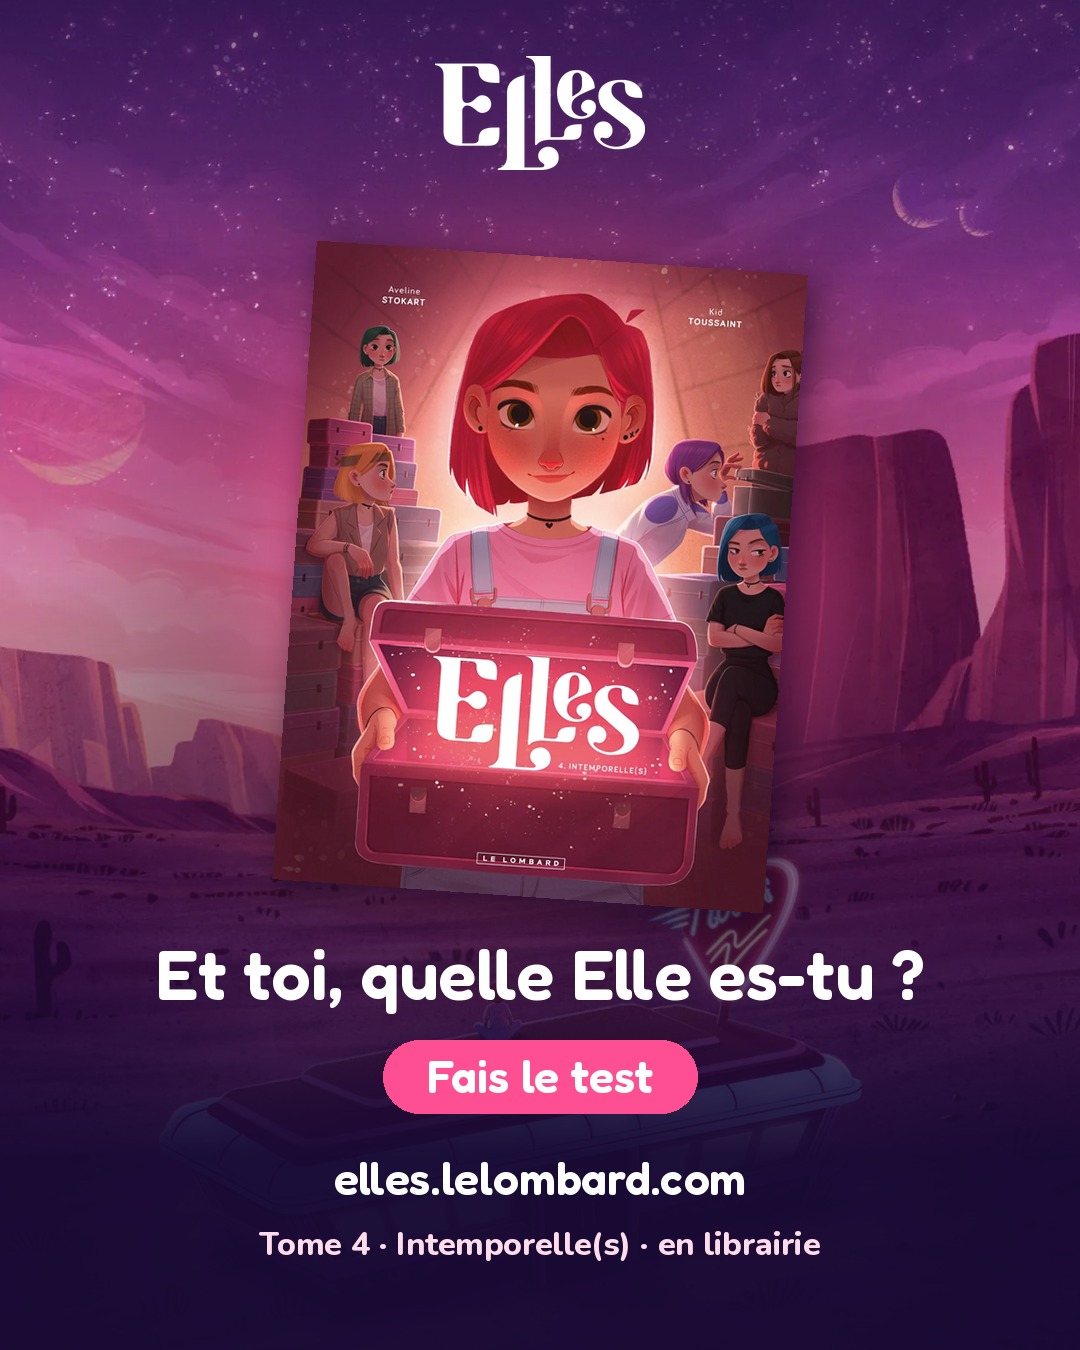 Elles
Aveline
STOKART
Kid
TOUSSAINT
Elles
4. INTEMPORELLE(S)
LE LOMBARD
Et toi, quelle Elle es-tu ?
Fais le test
elles.lelombard.com
Tome 4 · Intemporelle(s) · en librairie